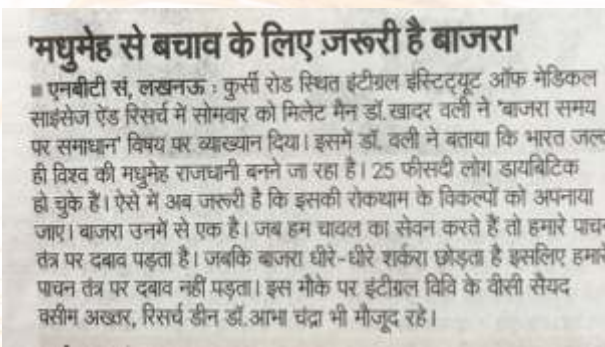 'मधुमेह से बचाव के लिए ज़रूरी है बाजरा'
■ एनबीटी सं, लखनऊ : कुर्सी रोड स्थित इंटीग्रल इंस्टिट्यूट ऑफ मेडिकल
साइंसेज ऐंड रिसर्च में सोमवार को मिलेट मैन डॉ. खादर वली ने 'बाजरा समय
पर समाधान' विषय पर व्याख्यान दिया। इसमें डॉ. वली ने बताया कि भारत जल्द
ही विश्व की मधुमेह राजधानी बनने जा रहा है। 25 फीसदी लोग डायबिटिक
हो चुके हैं। ऐसे में अब जरूरी है कि इसकी रोकथाम के विकल्पों को अपनाया
जाए। बाजरा उनमें से एक है। जब हम चावल का सेवन करते हैं तो हमारे पाचन
तंत्र पर दबाव पड़ता है। जबकि बाजरा धीरे-धीरे शर्करा छोड़ता है इसलिए हमारे
पाचन तंत्र पर दबाव नहीं पड़ता। इस मौके पर इंटीग्रल विवि के वीसी सैयद
वसीम अख्तर, रिसर्च डीन डॉ. आभा चंद्रा भी मौजूद रहे।